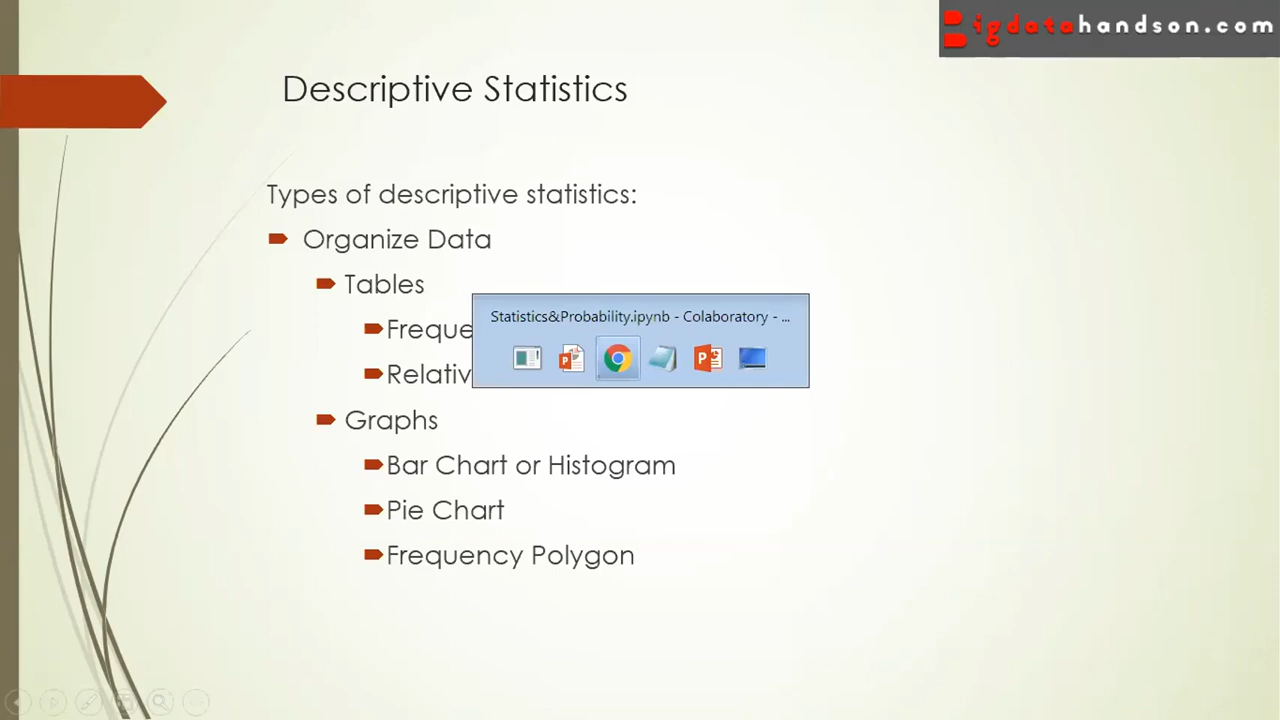 igdatahandson.com
Descriptive Statistics
Types of descriptive statistics:
Organize Data
Tables
Freque
Statistics&Probability.ipynb - Colaboratory - ...
Relativ
Graphs
Bar Chart or Histogram
Pie Chart
Frequency Polygon